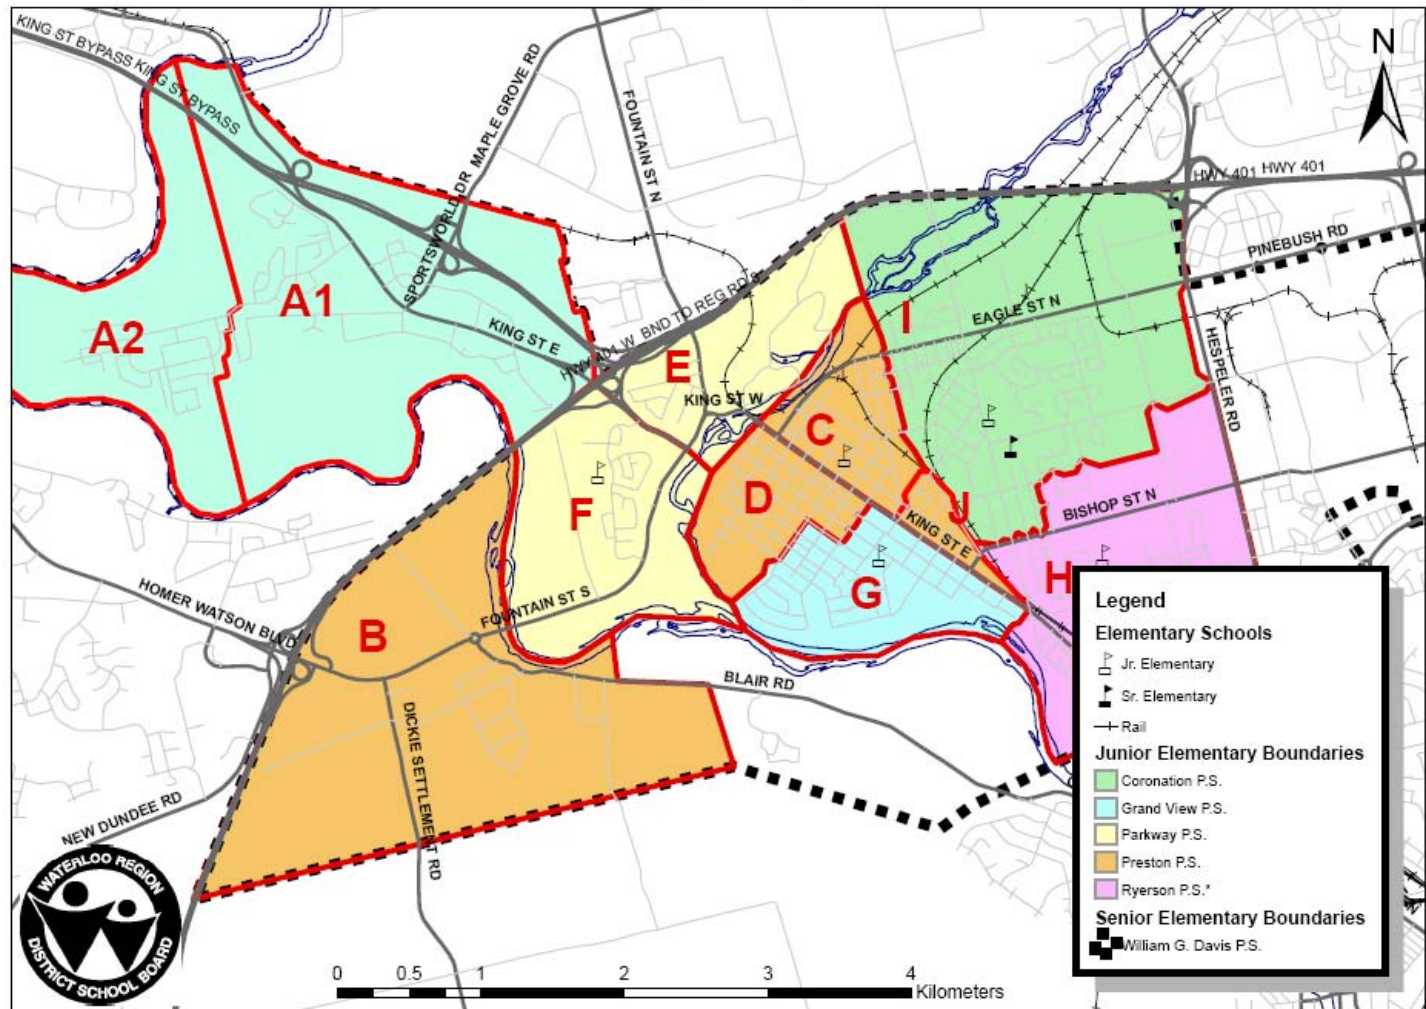 KING ST BYPASS
KING ST BYPASS
SPORTSWORLD DR
MAPLE GROVE RD
FOUNTAIN ST N
N
HWY 401
HWY 401
PINEBUSH RD
A1
A2
KING ST E
HWY 401 W BND TO REG RD 8
E
KING ST W
I
EAGLE ST N
HESPELER RD
C
F
D
J
KING ST E
BISHOP ST N
H
G
HOMER WATSON BLVD
B
FOUNTAIN ST S
BLAIR RD
DICKIE SETTLEMENT RD
NEW DUNDEE RD
Legend
Elementary Schools
Jr. Elementary
Sr. Elementary
Rail
Junior Elementary Boundaries
Coronation P.S.
Grand View P.S.
Parkway P.S.
Preston P.S.
Ryerson P.S.*
Senior Elementary Boundaries
William G. Davis P.S.
WATERLOO REGION
DISTRICT SCHOOL BOARD
0 0.5 1 2 3 4
Kilometers